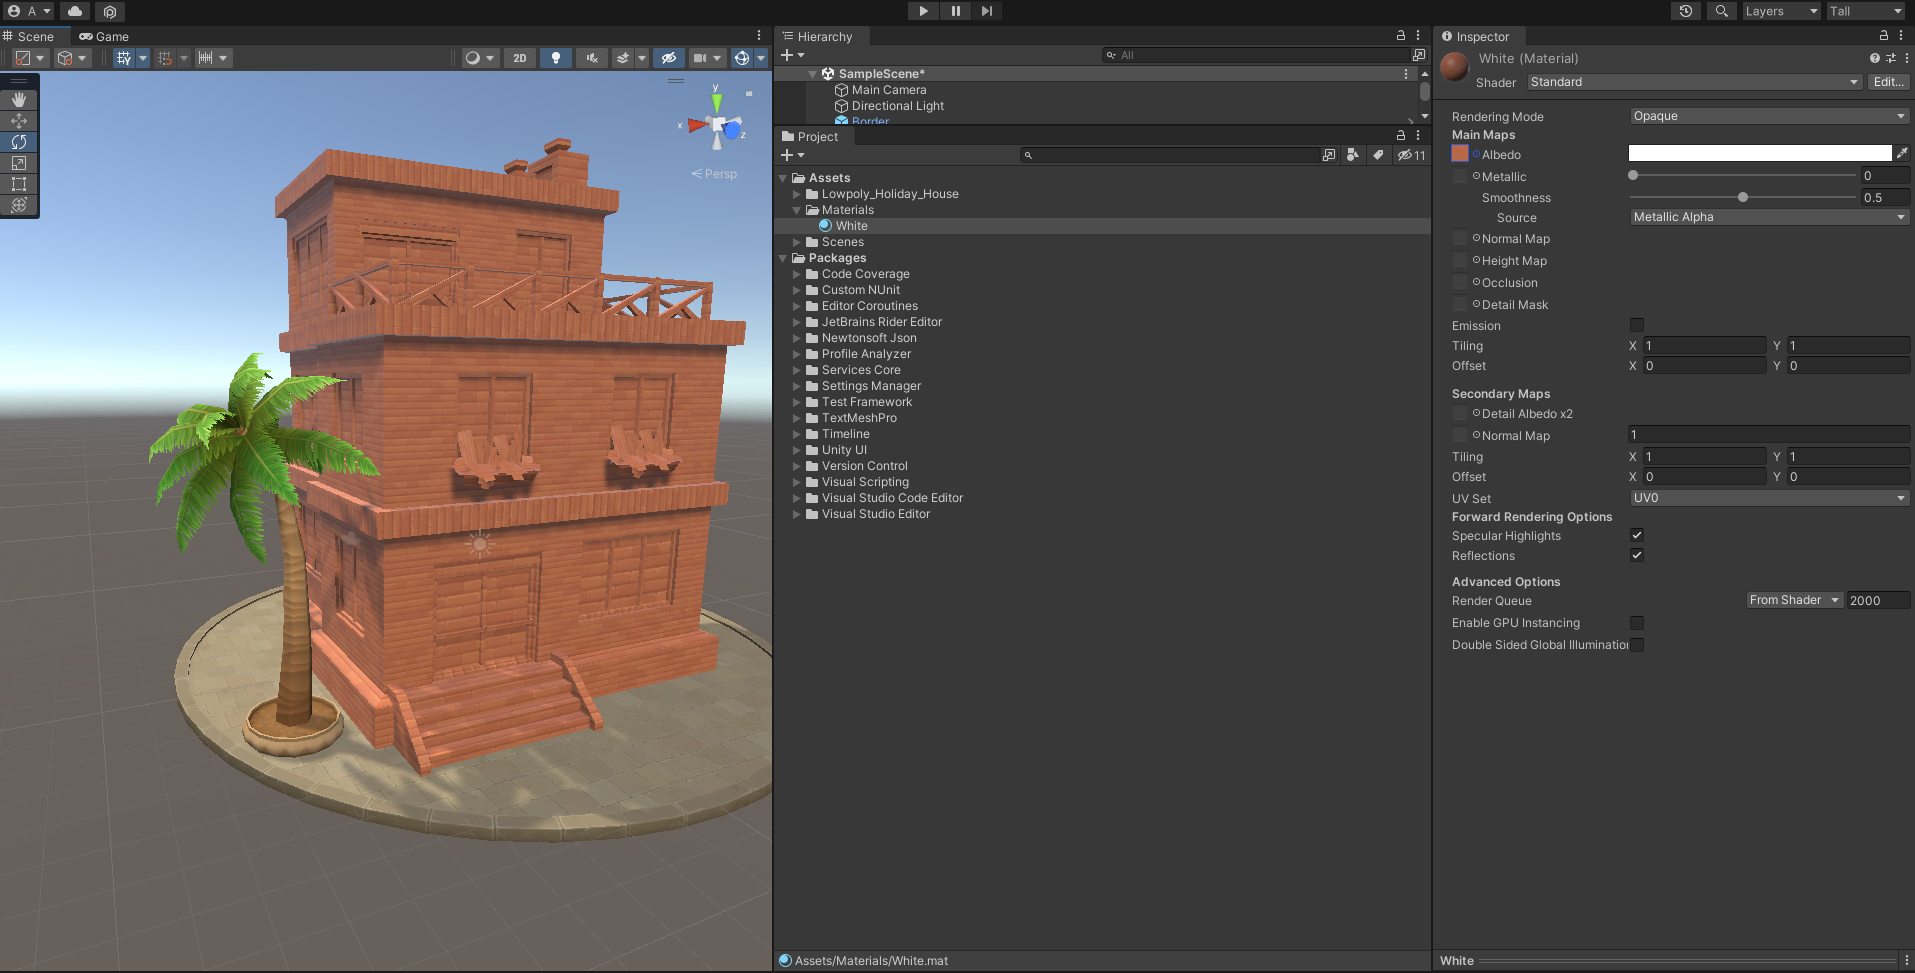 A
Layers
Tall
Scene
Game
2D
y
x
z
Persp
Hierarchy
All
SampleScene*
Main Camera
Directional Light
Border
Project
11
Assets
Lowpoly_Holiday_House
Materials
White
Scenes
Packages
Code Coverage
Custom NUnit
Editor Coroutines
JetBrains Rider Editor
Newtonsoft Json
Profile Analyzer
Services Core
Settings Manager
Test Framework
TextMeshPro
Timeline
Unity UI
Version Control
Visual Scripting
Visual Studio Code Editor
Visual Studio Editor
Assets/Materials/White.mat
Inspector
White (Material)
Shader Standard Edit...
Rendering Mode Opaque
Main Maps
Albedo
Metallic 0
Smoothness 0.5
Source Metallic Alpha
Normal Map
Height Map
Occlusion
Detail Mask
Emission
Tiling X 1 Y 1
Offset X 0 Y 0
Secondary Maps
Detail Albedo x2
Normal Map 1
Tiling X 1 Y 1
Offset X 0 Y 0
UV Set UV0
Forward Rendering Options
Specular Highlights
Reflections
Advanced Options
Render Queue From Shader 2000
Enable GPU Instancing
Double Sided Global Illumination
White